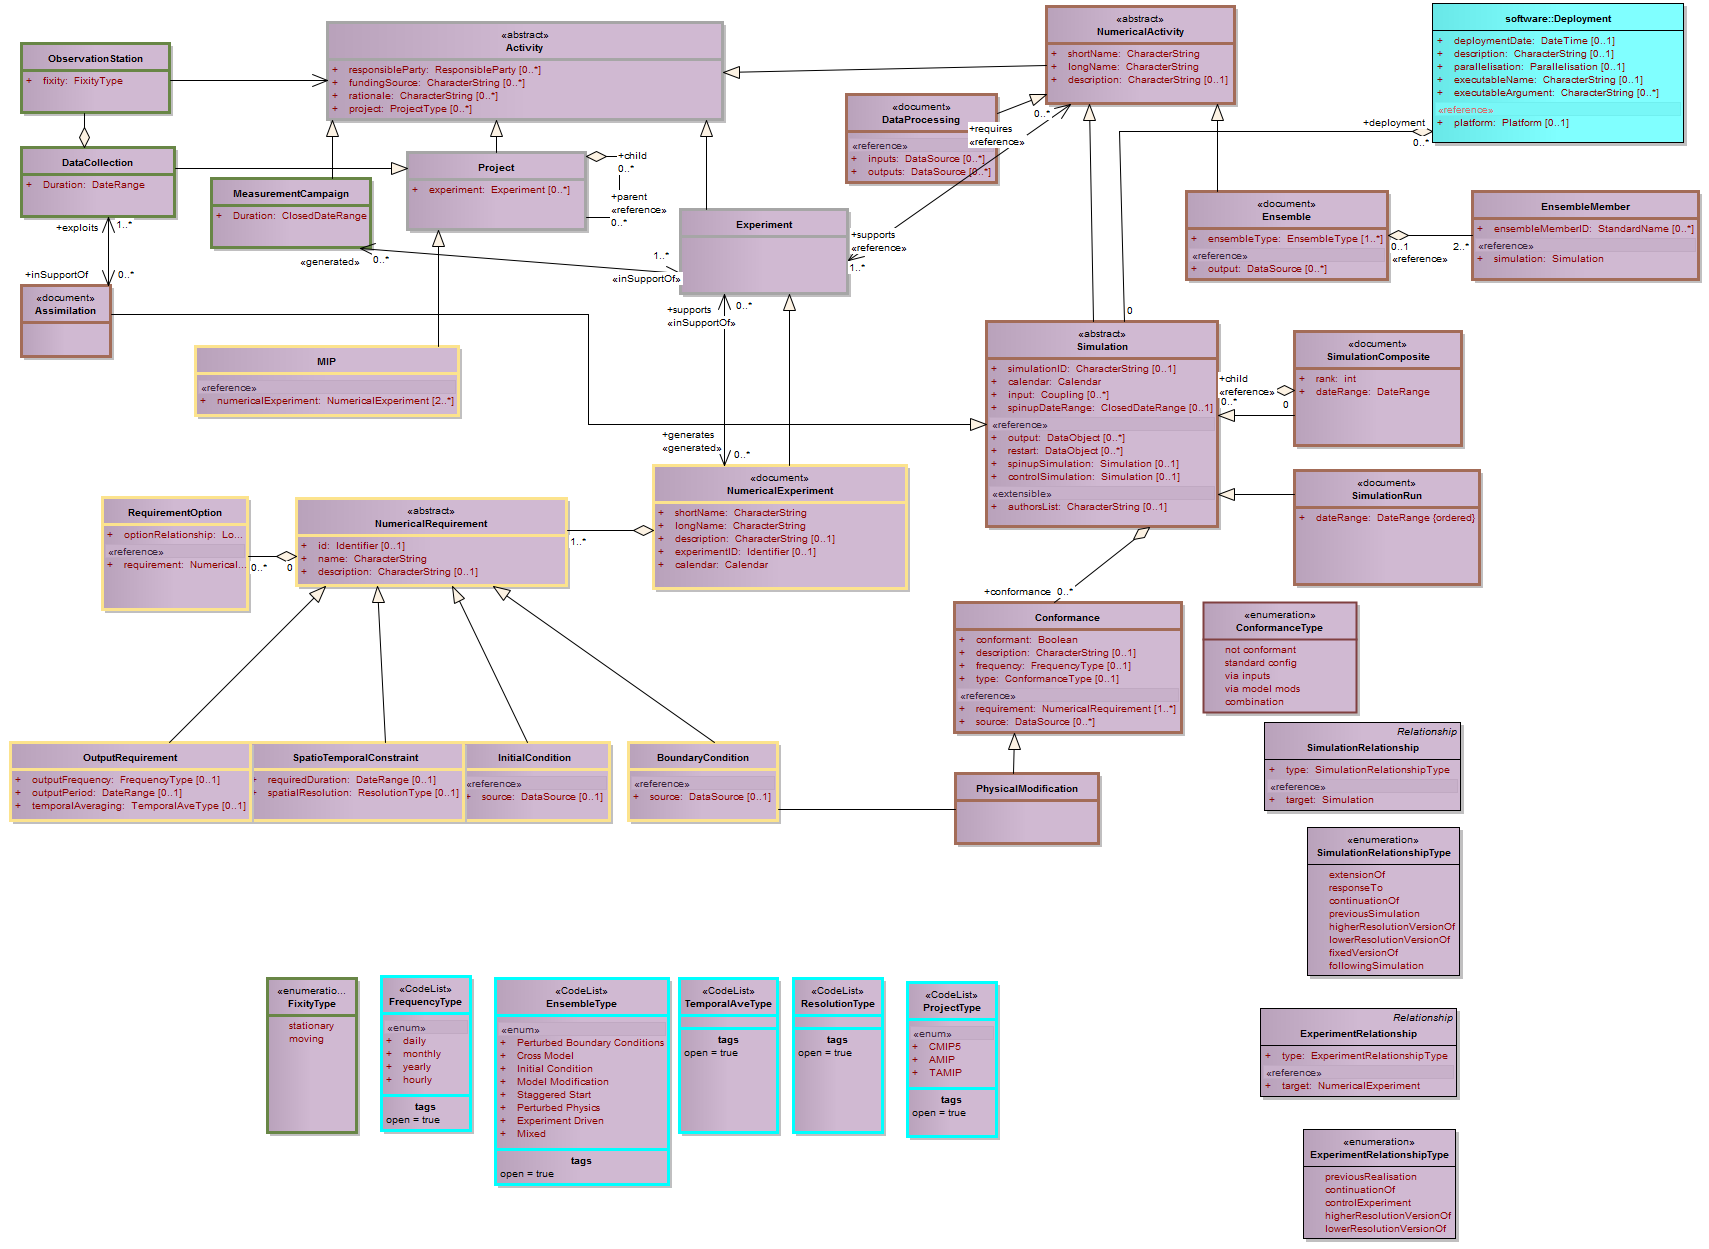 ObservationStation
+ fixity: FixityType
«abstract»
Activity
+ responsibleParty: ResponsibleParty [0..*]
+ fundingSource: CharacterString [0..*]
+ rationale: CharacterString [0..*]
+ project: ProjectType [0..*]
«abstract»
NumericalActivity
+ shortName: CharacterString
+ longName: CharacterString
+ description: CharacterString [0..1]
software::Deployment
+ deploymentDate: DateTime [0..1]
+ description: CharacterString [0..1]
+ parallelisation: Parallelisation [0..1]
+ executableName: CharacterString [0..1]
+ executableArgument: CharacterString [0..*]
«reference»
+ platform: Platform [0..1]
+deployment
0..*
«document»
DataProcessing
«reference»
+ inputs: DataSource [0..*]
+ outputs: DataSource [0..*]
0..*
+requires
«reference»
DataCollection
+ Duration: DateRange
MeasurementCampaign
+ Duration: ClosedDateRange
Project
+ experiment: Experiment [0..*]
+child
0..*
+parent
«reference»
0..*
Experiment
+supports
«reference»
1..*
«document»
Ensemble
+ ensembleType: EnsembleType [1..*]
«reference»
+ output: DataSource [0..*]
0..1
«reference»
2..*
EnsembleMember
+ ensembleMemberID: StandardName [0..*]
«reference»
+ simulation: Simulation
+exploits
1..*
+inSupportOf
0..*
«generated»
0..*
1..*
«inSupportOf»
«document»
Assimilation
+supports
0..*
«inSupportOf»
MIP
«reference»
+ numericalExperiment: NumericalExperiment [2..*]
+generates
«generated»
0..*
0
«abstract»
Simulation
+ simulationID: CharacterString [0..1]
+ calendar: Calendar
+ input: Coupling [0..*]
+ spinupDateRange: ClosedDateRange [0..1]
«reference»
+ output: DataObject [0..*]
+ restart: DataObject [0..*]
+ spinupSimulation: Simulation [0..1]
+ controlSimulation: Simulation [0..1]
«extensible»
+ authorsList: CharacterString [0..1]
+child
«reference»
0..*
0
«document»
SimulationComposite
+ rank: int
+ dateRange: DateRange
«document»
SimulationRun
+ dateRange: DateRange {ordered}
RequirementOption
+ optionRelationship: Lo...
«reference»
+ requirement: Numerical...
0..*
0
«abstract»
NumericalRequirement
+ id: Identifier [0..1]
+ name: CharacterString
+ description: CharacterString [0..1]
1..*
«document»
NumericalExperiment
+ shortName: CharacterString
+ longName: CharacterString
+ description: CharacterString [0..1]
+ experimentID: Identifier [0..1]
+ calendar: Calendar
+conformance 0..*
Conformance
+ conformant: Boolean
+ description: CharacterString [0..1]
+ frequency: FrequencyType [0..1]
+ type: ConformanceType [0..1]
«reference»
+ requirement: NumericalRequirement [1..*]
+ source: DataSource [0..*]
«enumeration»
ConformanceType
not conformant
standard config
via inputs
via model mods
combination
OutputRequirement
+ outputFrequency: FrequencyType [0..1]
+ outputPeriod: DateRange [0..1]
+ temporalAveraging: TemporalAveType [0..1]
SpatioTemporalConstraint
+ requiredDuration: DateRange [0..1]
+ spatialResolution: ResolutionType [0..1]
InitialCondition
«reference»
+ source: DataSource [0..1]
BoundaryCondition
«reference»
+ source: DataSource [0..1]
PhysicalModification
Relationship
SimulationRelationship
+ type: SimulationRelationshipType
«reference»
+ target: Simulation
«enumeration»
SimulationRelationshipType
extensionOf
responseTo
continuationOf
previousSimulation
higherResolutionVersionOf
lowerResolutionVersionOf
fixedVersionOf
followingSimulation
«enumeratio...
FixityType
stationary
moving
«CodeList»
FrequencyType
«enum»
+ daily
+ monthly
+ yearly
+ hourly
tags
open = true
«CodeList»
EnsembleType
«enum»
+ Perturbed Boundary Conditions
+ Cross Model
+ Initial Condition
+ Model Modification
+ Staggered Start
+ Perturbed Physics
+ Experiment Driven
+ Mixed
tags
open = true
«CodeList»
TemporalAveType
tags
open = true
«CodeList»
ResolutionType
tags
open = true
«CodeList»
ProjectType
«enum»
+ CMIP5
+ AMIP
+ TAMIP
tags
open = true
Relationship
ExperimentRelationship
+ type: ExperimentRelationshipType
«reference»
+ target: NumericalExperiment
«enumeration»
ExperimentRelationshipType
previousRealisation
continuationOf
controlExperiment
higherResolutionVersionOf
lowerResolutionVersionOf